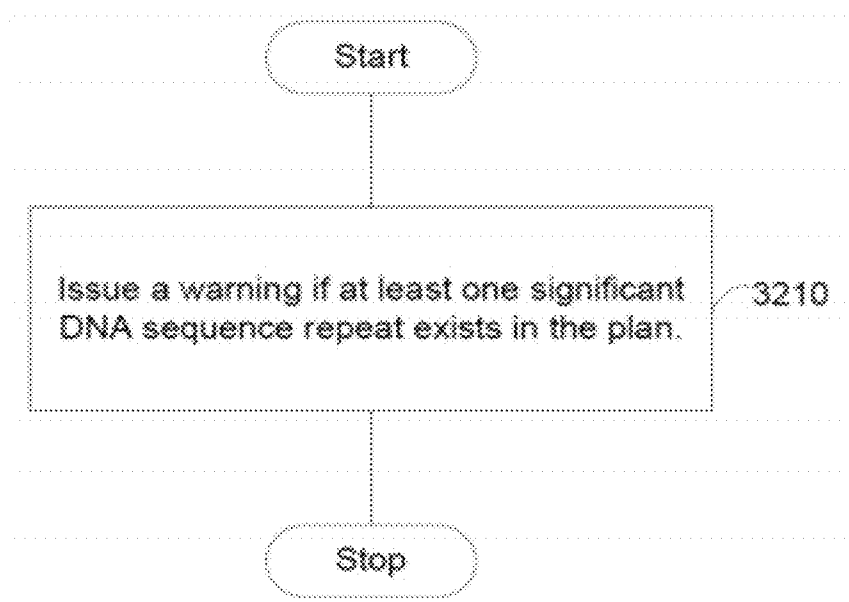 Start
Issue a warning if at least one significant
DNA sequence repeat exists in the plan.
3210
Stop